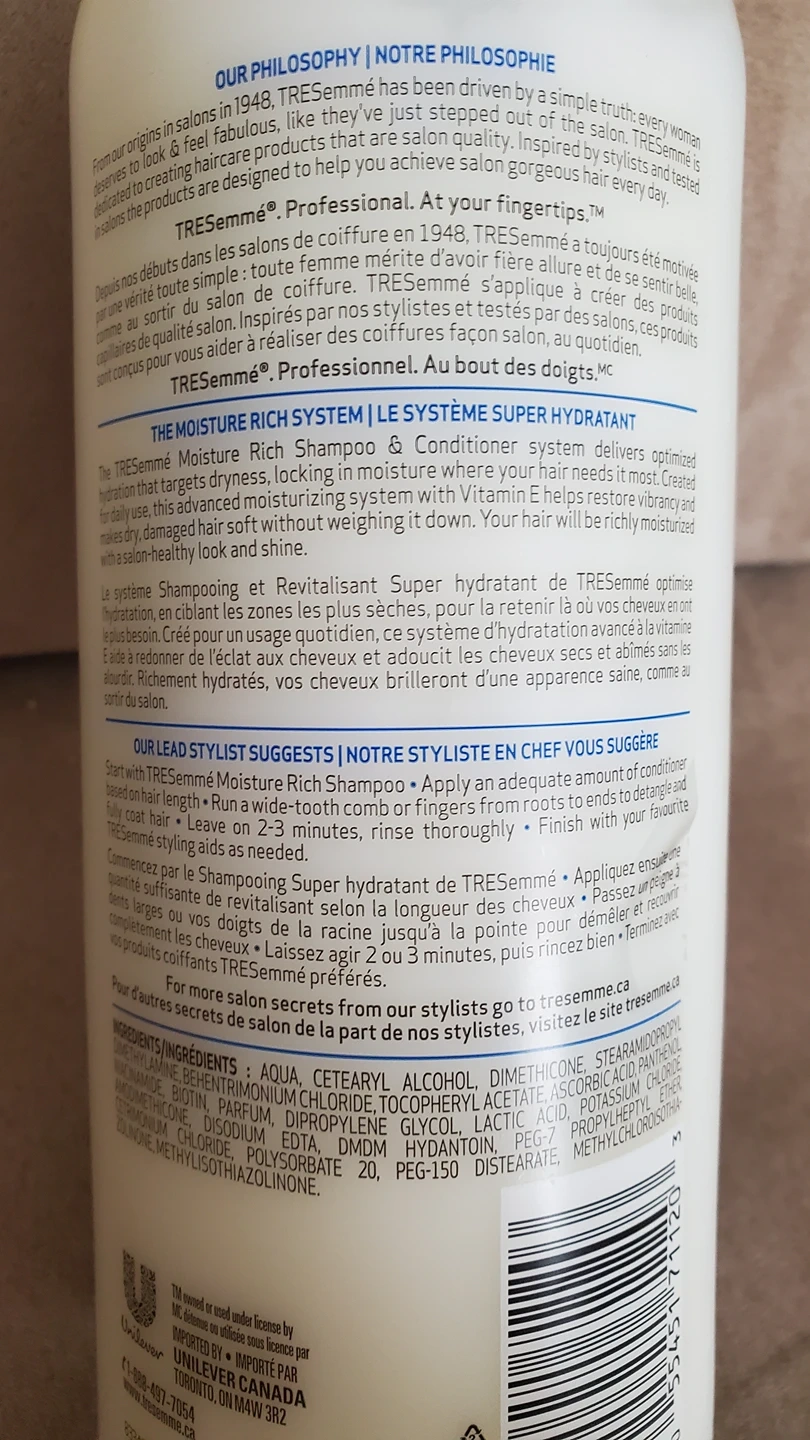 OUR PHILOSOPHY | NOTRE PHILOSOPHIE
From our origins in salons in 1948, TRESemmé has been driven by a simple truth: every woman
deserves to look & feel fabulous, like they've just stepped out of the salon. TRESemmé is
dedicated to creating haircare products that are salon quality. Inspired by stylists and tested
in salons the products are designed to help you achieve salon gorgeous hair every day.
TRESemmé®. Professional. At your fingertips.™
Depuis nos débuts dans les salons de coiffure en 1948, TRESemmé a toujours été motivée
par une vérité toute simple : toute femme mérite d'avoir fière allure et de se sentir belle,
comme au sortir du salon de coiffure. TRESemmé s'applique à créer des produits
capillaires de qualité salon. Inspirés par nos stylistes et testés par des salons, ces produits
sont conçus pour vous aider à réaliser des coiffures façon salon, au quotidien.
TRESemmé®. Professionnel. Au bout des doigts.MC
THE MOISTURE RICH SYSTEM | LE SYSTÈME SUPER HYDRATANT
The TRESemmé Moisture Rich Shampoo & Conditioner system delivers optimized
hydration that targets dryness, locking in moisture where your hair needs it most. Created
for daily use, this advanced moisturizing system with Vitamin E helps restore vibrancy and
makes dry, damaged hair soft without weighing it down. Your hair will be richly moisturized
with a salon-healthy look and shine.
Le système Shampooing et Revitalisant Super hydratant de TRESemmé optimise
l'hydratation, en ciblant les zones les plus sèches, pour la retenir là où vos cheveux en ont
le plus besoin. Créé pour un usage quotidien, ce système d'hydratation avancé à la vitamine
E aide à redonner de l'éclat aux cheveux et adoucit les cheveux secs et abîmés sans les
alourdir. Richement hydratés, vos cheveux brilleront d'une apparence saine, comme au
sortir du salon.
OUR LEAD STYLIST SUGGESTS | NOTRE STYLISTE EN CHEF VOUS SUGGÈRE
Start with TRESemmé Moisture Rich Shampoo • Apply an adequate amount of conditioner
based on hair length • Run a wide-tooth comb or fingers from roots to ends to detangle and
fully coat hair • Leave on 2-3 minutes, rinse thoroughly • Finish with your favourite
TRESemmé styling aids as needed.
Commencez par le Shampooing Super hydratant de TRESemmé • Appliquez ensuite une
quantité suffisante de revitalisant selon la longueur des cheveux • Passez un peigne à
dents larges ou vos doigts de la racine jusqu'à la pointe pour démêler et recouvrir
complètement les cheveux • Laissez agir 2 ou 3 minutes, puis rincez bien • Terminez avec
vos produits coiffants TRESemmé préférés.
For more salon secrets from our stylists go to tresemme.ca
Pour d'autres secrets de salon de la part de nos stylistes, visitez le site tresemme.ca
INGREDIENTS/INGRÉDIENTS : AQUA, CETEARYL ALCOHOL, DIMETHICONE, STEARAMIDOPROPYL
DIMETHYLAMINE, BEHENTRIMONIUM CHLORIDE, TOCOPHERYL ACETATE, ASCORBIC ACID, PANTHENOL,
NIACINAMIDE, BIOTIN, PARFUM, DIPROPYLENE GLYCOL, LACTIC ACID, POTASSIUM CHLORIDE,
AMODIMETHICONE, DISODIUM EDTA, DMDM HYDANTOIN, PEG-7 PROPYLHEPTYL ETHER,
CETRIMONIUM CHLORIDE, POLYSORBATE 20, PEG-150 DISTEARATE, METHYLCHLOROISOTHIA-
ZOLINONE, METHYLISOTHIAZOLINONE.
Unilever
TM owned or used under license by
MC détenue ou utilisée sous licence par
IMPORTED BY • IMPORTÉ PAR
UNILEVER CANADA
TORONTO, ON M4W 3R2
1-888-497-7054
www.tresemme.ca
55451 71120 3